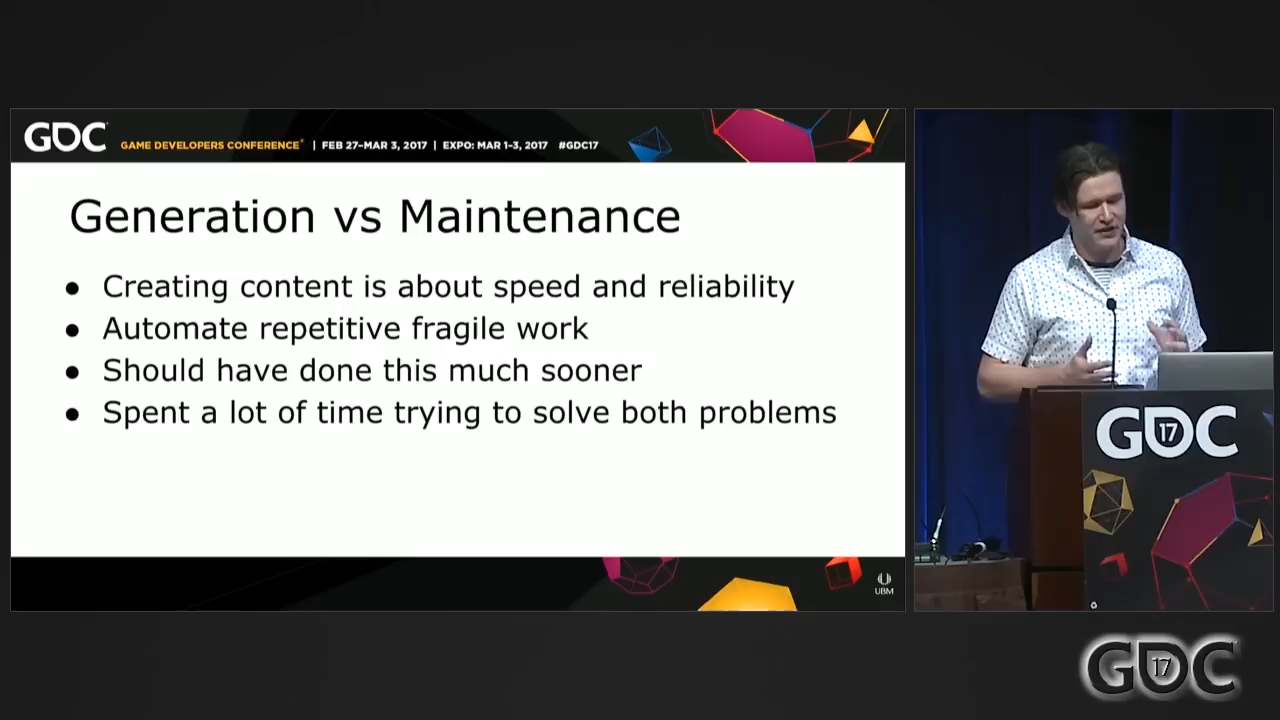 GDC GAME DEVELOPERS CONFERENCE® | FEB 27–MAR 3, 2017 | EXPO: MAR 1–3, 2017 #GDC17
Generation vs Maintenance
● Creating content is about speed and reliability
● Automate repetitive fragile work
● Should have done this much sooner
● Spent a lot of time trying to solve both problems
UBM
GDC 17
GDC 17